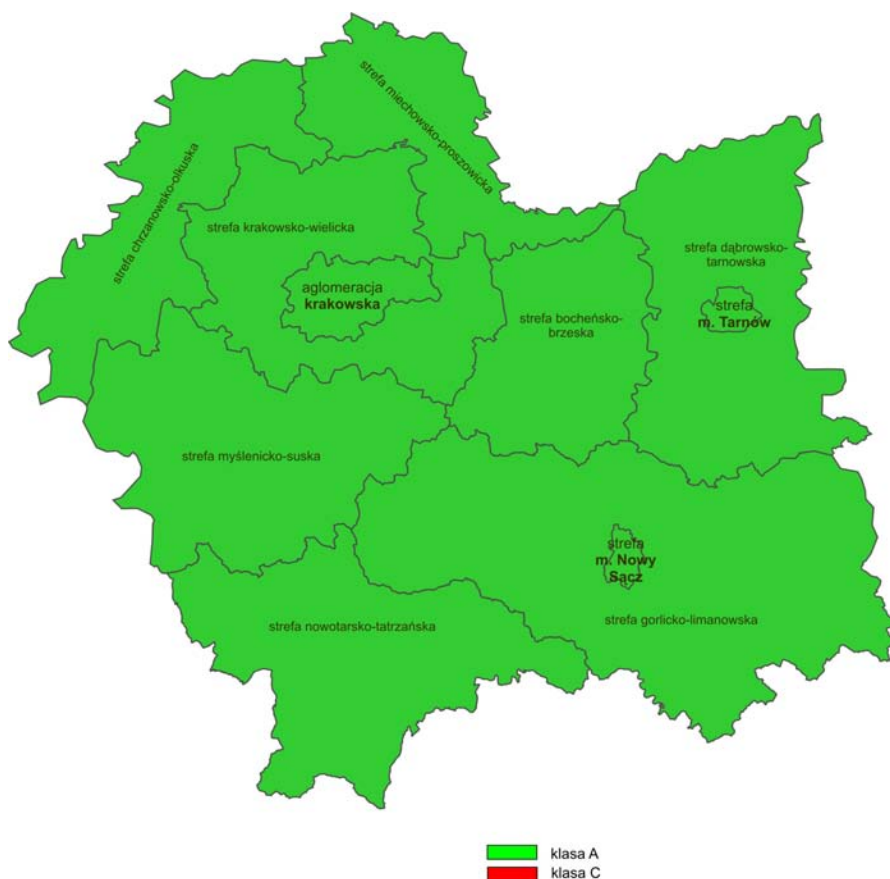 strefa miechowsko-proszowicka
strefa chrzanowsko-olkuska
strefa krakowsko-wielicka
strefa dąbrowsko-
tarnowska
aglomeracja
krakowska
strefa
m. Tarnów
strefa bocheńsko-
brzeska
strefa myślenicko-suska
strefa
m. Nowy
Sącz
strefa gorlicko-limanowska
strefa nowotarsko-tatrzańska
klasa A
klasa C